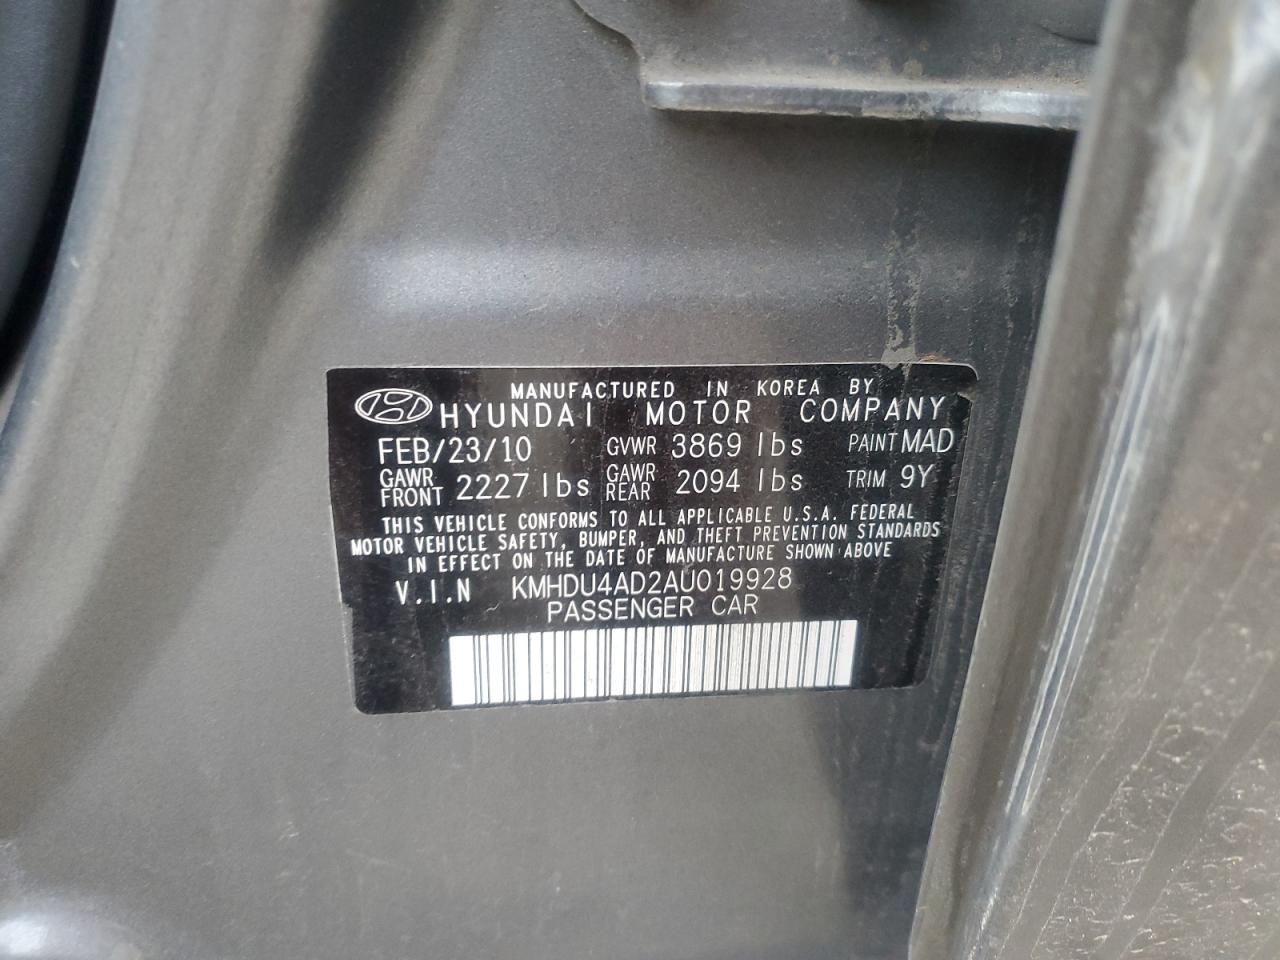 MANUFACTURED IN KOREA BY
HYUNDAI MOTOR COMPANY
FEB/23/10 GVWR 3869 lbs PAINT MAD
GAWR FRONT 2227 lbs GAWR REAR 2094 lbs TRIM 9Y
THIS VEHICLE CONFORMS TO ALL APPLICABLE U.S.A. FEDERAL
MOTOR VEHICLE SAFETY, BUMPER, AND THEFT PREVENTION STANDARDS
IN EFFECT ON THE DATE OF MANUFACTURE SHOWN ABOVE
V.I.N KMHDU4AD2AU019928
PASSENGER CAR